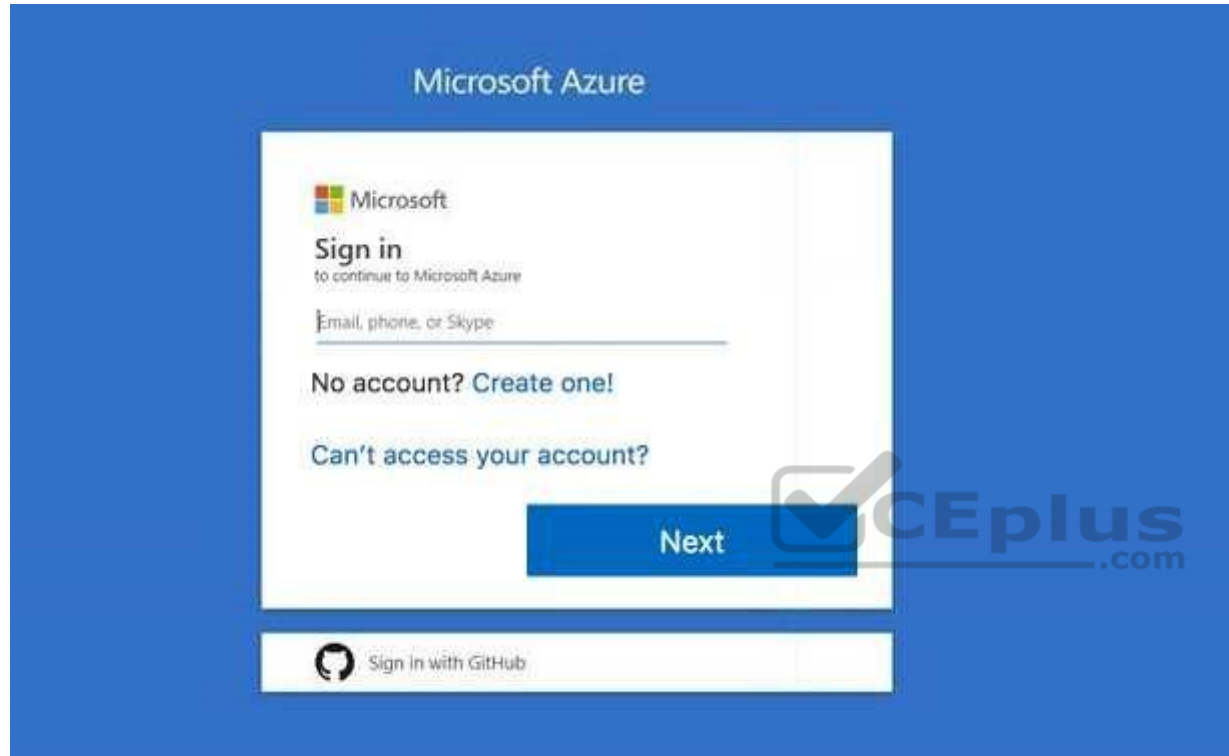 Microsoft Azure
Microsoft
Sign in
to continue to Microsoft Azure
Email, phone, or Skype
No account? Create one!
Can't access your account?
Next
CEplus
.com
Sign in with GitHub